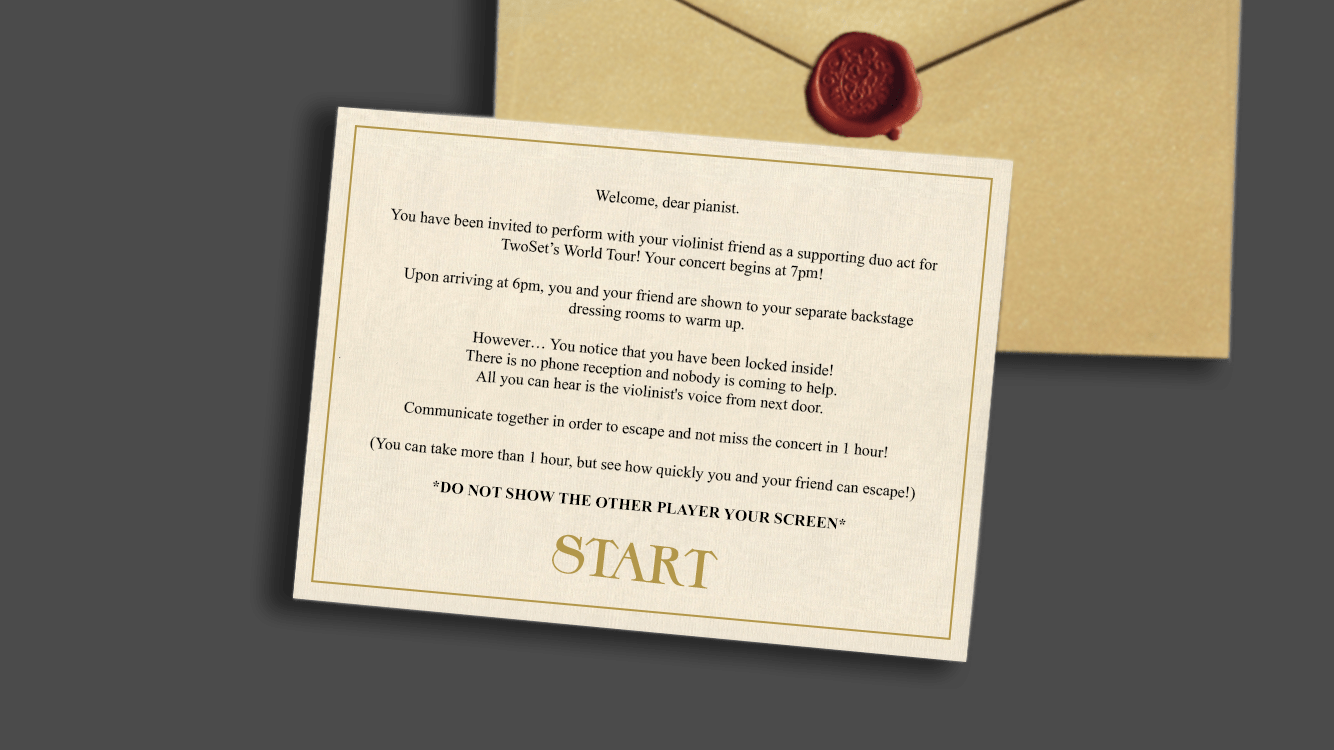 Welcome, dear pianist.
You have been invited to perform with your violinist friend as a supporting duo act for
TwoSet’s World Tour! Your concert begins at 7pm!
Upon arriving at 6pm, you and your friend are shown to your separate backstage
dressing rooms to warm up.
However… You notice that you have been locked inside!
There is no phone reception and nobody is coming to help.
All you can hear is the violinist's voice from next door.
Communicate together in order to escape and not miss the concert in 1 hour!
(You can take more than 1 hour, but see how quickly you and your friend can escape!)
*DO NOT SHOW THE OTHER PLAYER YOUR SCREEN*
START